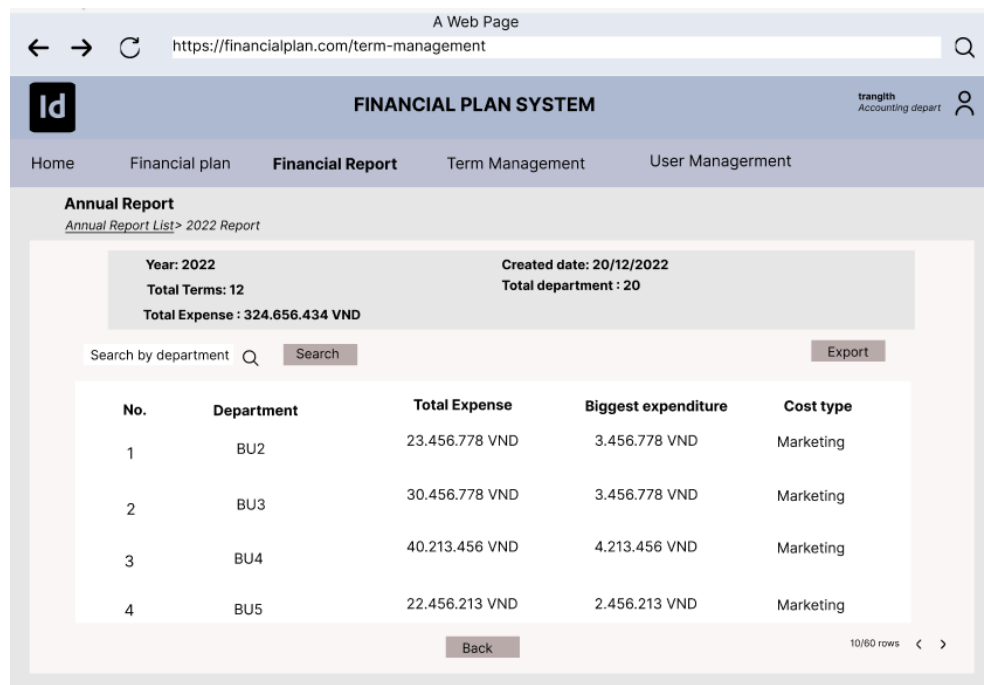 A Web Page
https://financialplan.com/term-management
Id
FINANCIAL PLAN SYSTEM
trangith
Accounting depart
Home Financial plan Financial Report Term Management User Managerment
Annual Report
Annual Report List> 2022 Report
Year: 2022 Created date: 20/12/2022
Total Terms: 12 Total department : 20
Total Expense : 324.656.434 VND
Search by department Search Export
No. Department Total Expense Biggest expenditure Cost type
1 BU2 23.456.778 VND 3.456.778 VND Marketing
2 BU3 30.456.778 VND 3.456.778 VND Marketing
3 BU4 40.213.456 VND 4.213.456 VND Marketing
4 BU5 22.456.213 VND 2.456.213 VND Marketing
Back 10/60 rows